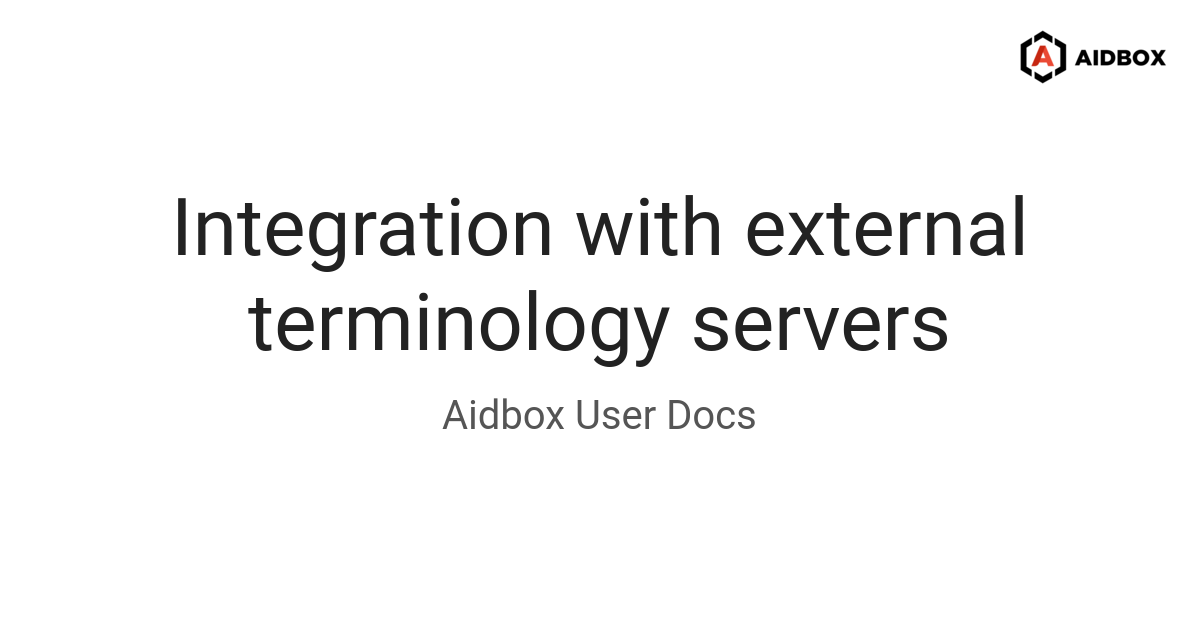 AIDBOX
Integration with external
terminology servers
Aidbox User Docs